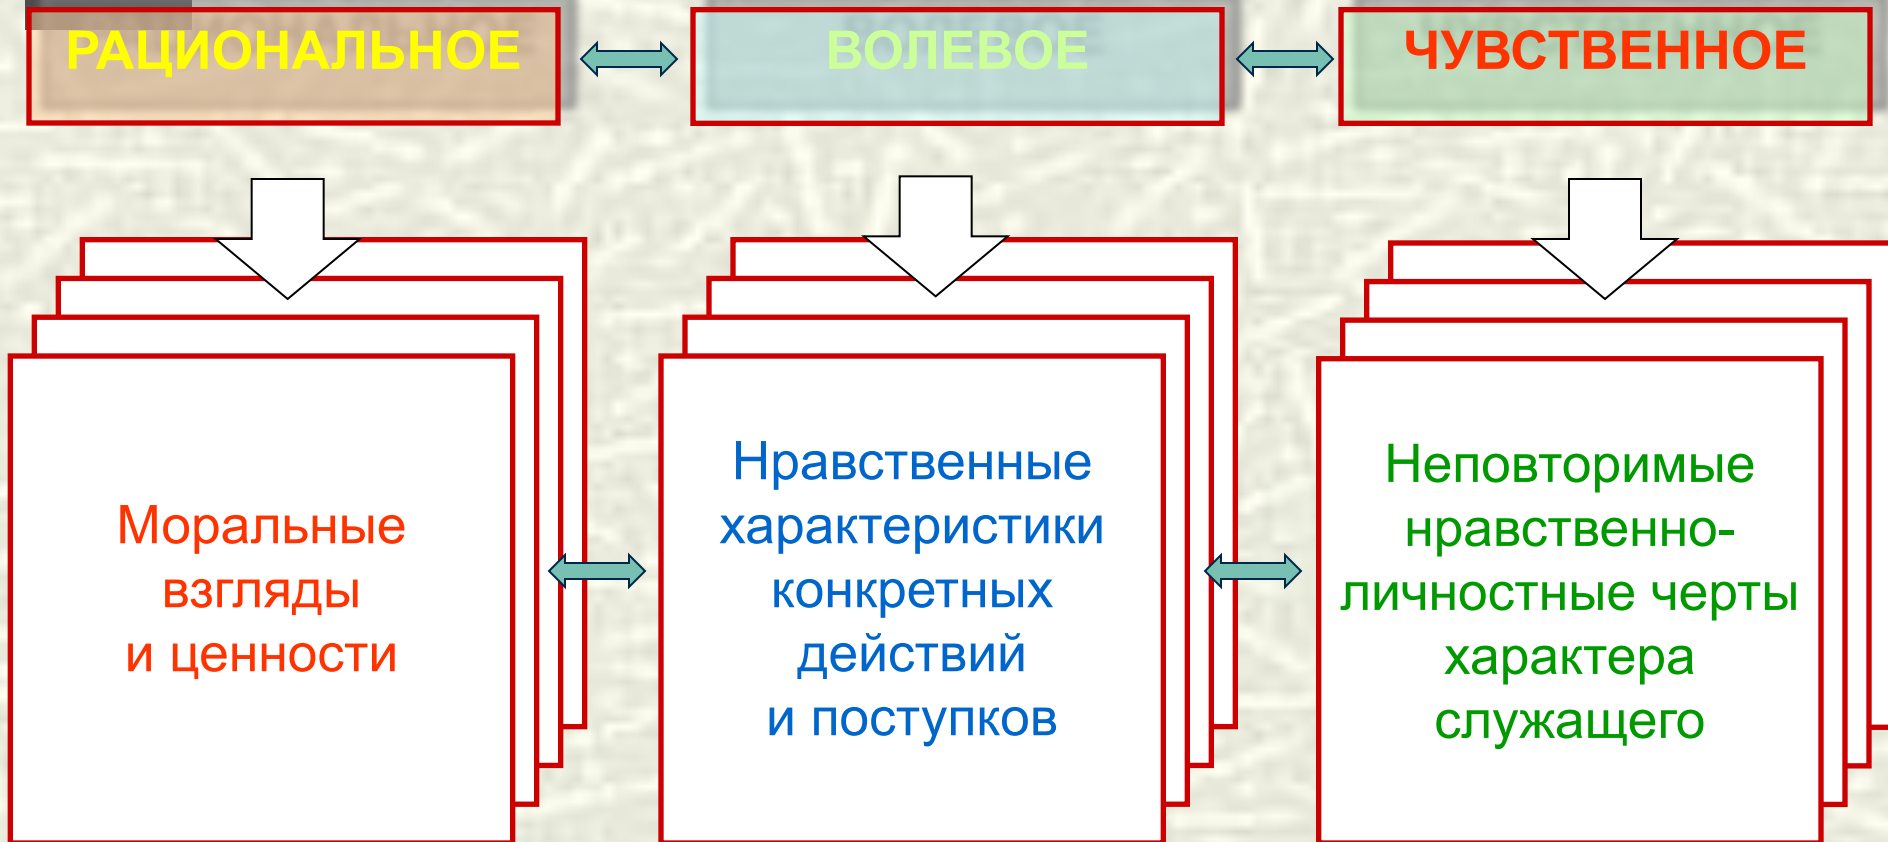 РАЦИОНАЛЬНОЕ
ВОЛЕВОЕ
ЧУВСТВЕННОЕ
Моральные
взгляды
и ценности
Нравственные
характеристики
конкретных
действий
и поступков
Неповторимые
нравственно-
личностные черты
характера
служащего